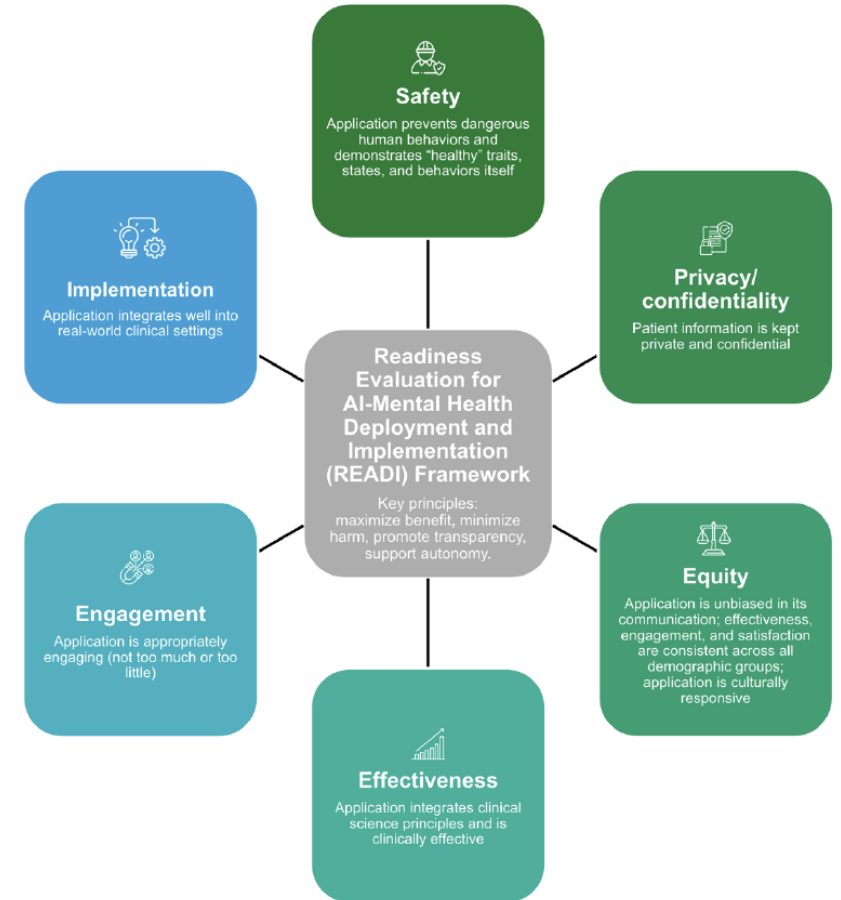 Safety
Application prevents dangerous
human behaviors and
demonstrates “healthy” traits,
states, and behaviors itself
Implementation
Application integrates well into
real-world clinical settings
Privacy/
confidentiality
Patient information is kept
private and confidential
Readiness
Evaluation for
AI-Mental Health
Deployment and
Implementation
(READI) Framework
Key principles:
maximize benefit, minimize
harm, promote transparency,
support autonomy.
Engagement
Application is appropriately
engaging (not too much or too
little)
Equity
Application is unbiased in its
communication; effectiveness,
engagement, and satisfaction
are consistent across all
demographic groups;
application is culturally
responsive
Effectiveness
Application integrates clinical
science principles and is
clinically effective